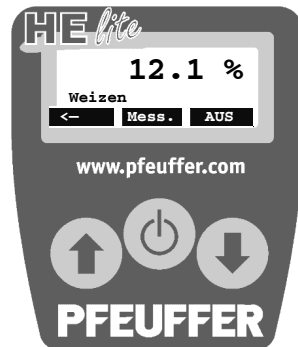 HE lite
12.1 %
Weizen
<— Mess. AUS
www.pfeuffer.com
PFEUFFER